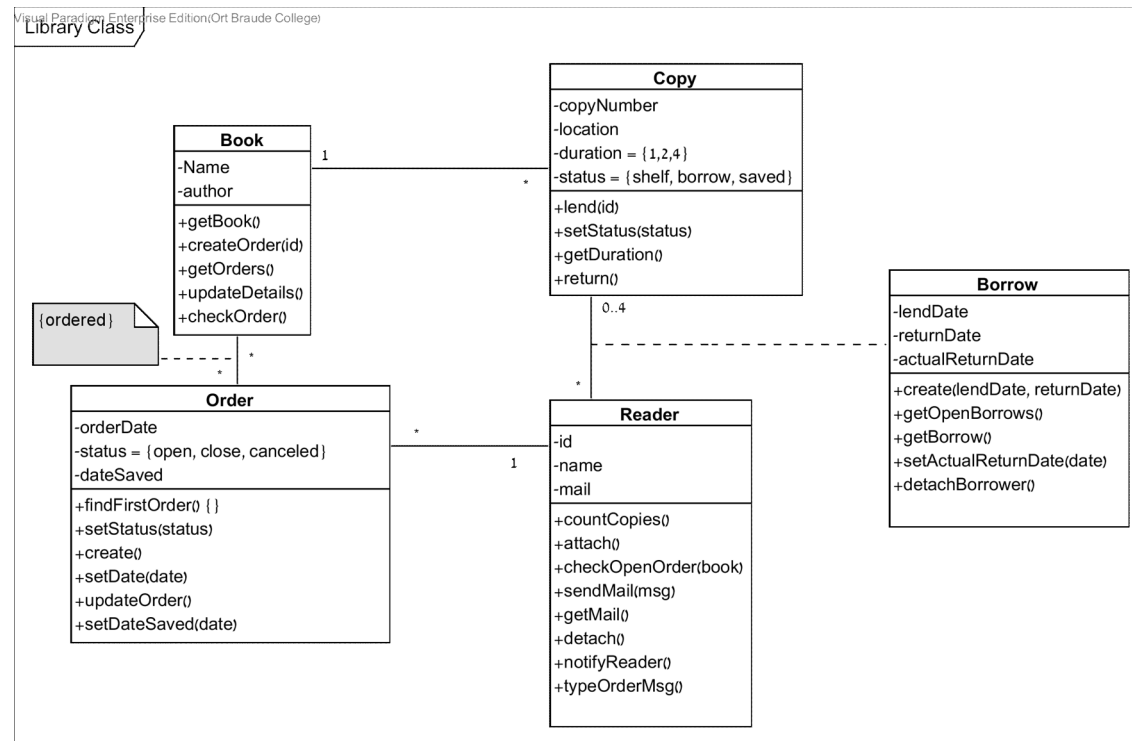 Visual Paradigm Enterprise Edition(Ort Braude College)
Library Class
Copy
-copyNumber
-location
-duration = {1,2,4}
-status = {shelf, borrow, saved}
+lend(id)
+setStatus(status)
+getDuration()
+return()
Book
-Name
-author
+getBook()
+createOrder(id)
+getOrders()
+updateDetails()
+checkOrder()
1
*
{ordered}
*
*
0..4
*
Borrow
-lendDate
-returnDate
-actualReturnDate
+create(lendDate, returnDate)
+getOpenBorrows()
+getBorrow()
+setActualReturnDate(date)
+detachBorrower()
Order
-orderDate
-status = {open, close, canceled}
-dateSaved
+findFirstOrder() {}
+setStatus(status)
+create()
+setDate(date)
+updateOrder()
+setDateSaved(date)
*
1
Reader
-id
-name
-mail
+countCopies()
+attach()
+checkOpenOrder(book)
+sendMail(msg)
+getMail()
+detach()
+notifyReader()
+typeOrderMsg()